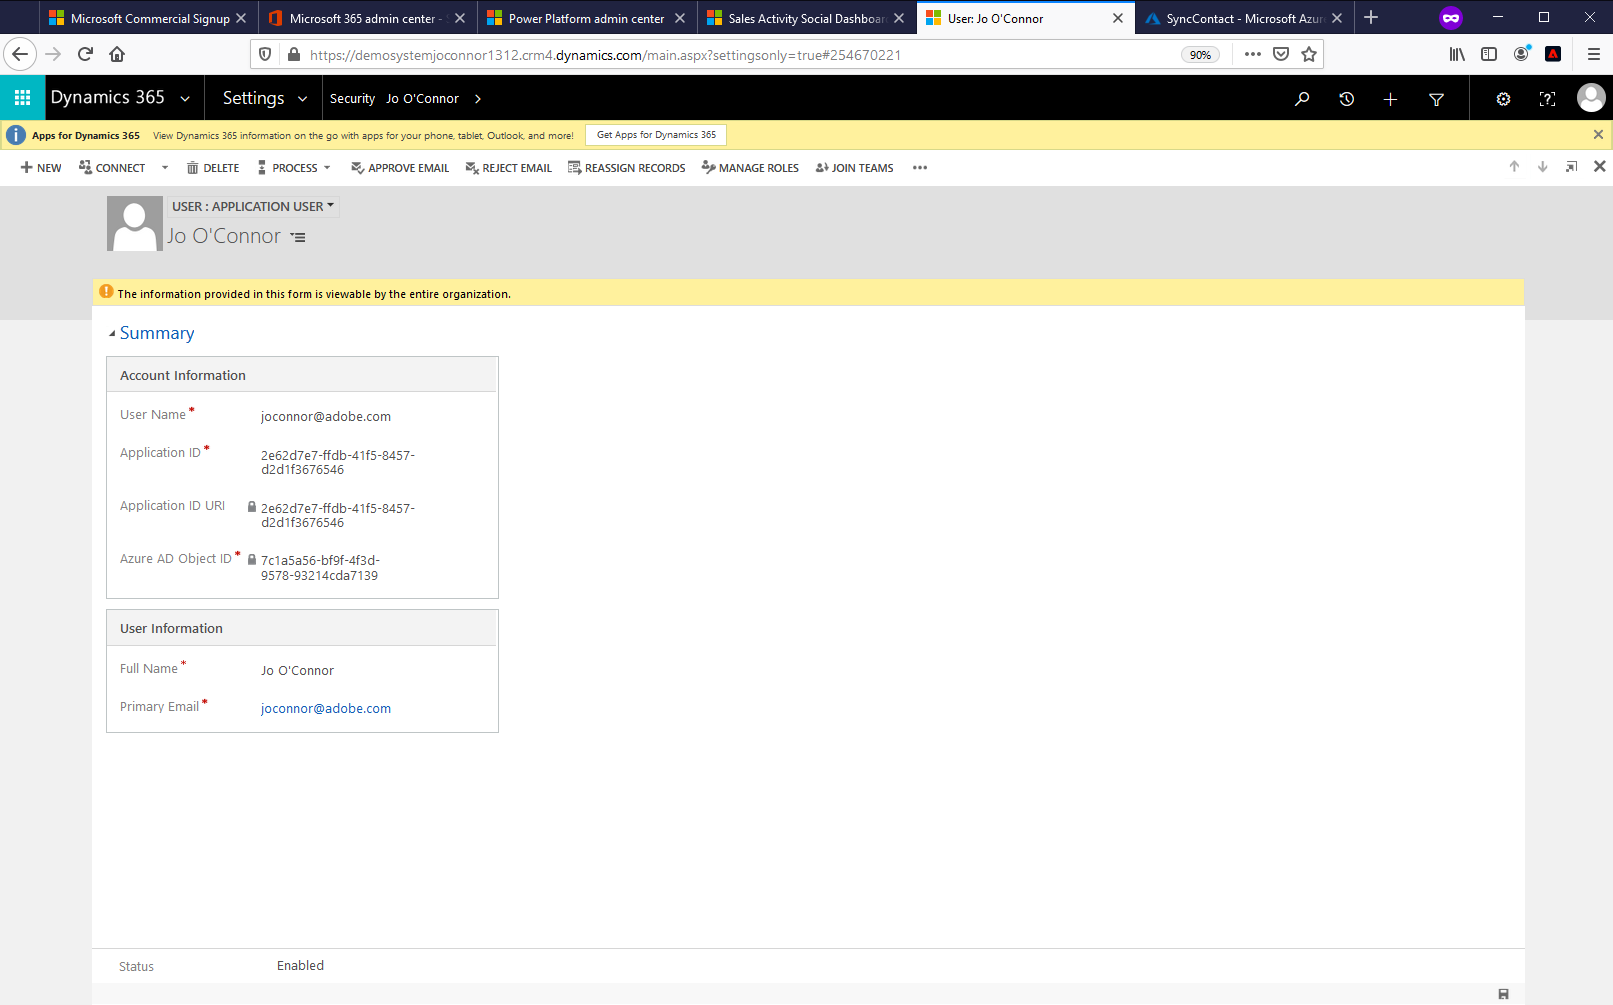 Microsoft Commercial Signup
Microsoft 365 admin center -
Power Platform admin center
Sales Activity Social Dashboar
User: Jo O'Connor
SyncContact - Microsoft Azur
https://demosystemjoconnor1312.crm4.dynamics.com/main.aspx?settingsonly=true#254670221
90%
Dynamics 365
Settings
Security
Jo O'Connor
Apps for Dynamics 365
View Dynamics 365 information on the go with apps for your phone, tablet, Outlook, and more!
Get Apps for Dynamics 365
NEW
CONNECT
DELETE
PROCESS
APPROVE EMAIL
REJECT EMAIL
REASSIGN RECORDS
MANAGE ROLES
JOIN TEAMS
USER : APPLICATION USER
Jo O'Connor
The information provided in this form is viewable by the entire organization.
Summary
Account Information
User Name*
joconnor@adobe.com
Application ID*
2e62d7e7-ffdb-41f5-8457-
d2d1f3676546
Application ID URI
2e62d7e7-ffdb-41f5-8457-
d2d1f3676546
Azure AD Object ID*
7c1a5a56-bf9f-4f3d-
9578-93214cda7139
User Information
Full Name*
Jo O'Connor
Primary Email*
joconnor@adobe.com
Status
Enabled